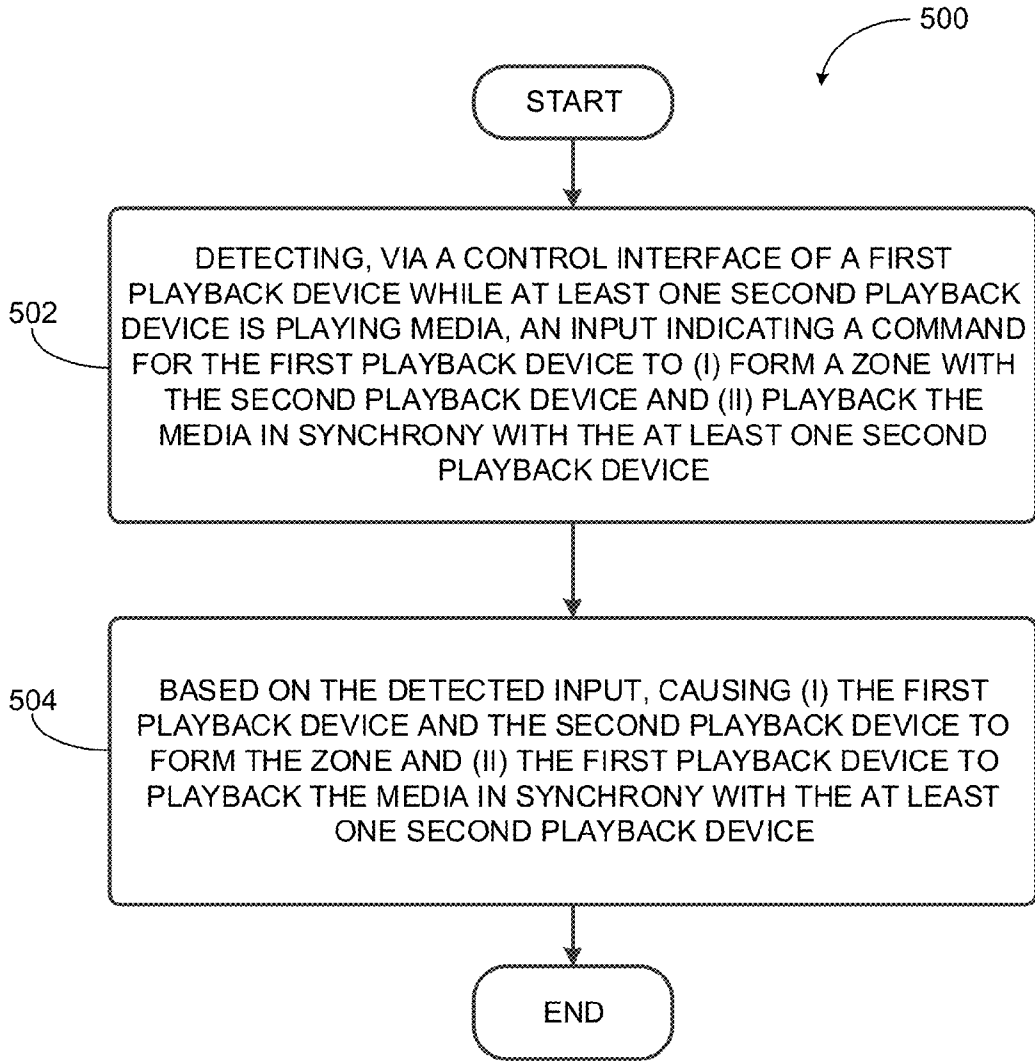 500
START
502
DETECTING, VIA A CONTROL INTERFACE OF A FIRST
PLAYBACK DEVICE WHILE AT LEAST ONE SECOND PLAYBACK
DEVICE IS PLAYING MEDIA, AN INPUT INDICATING A COMMAND
FOR THE FIRST PLAYBACK DEVICE TO (I) FORM A ZONE WITH
THE SECOND PLAYBACK DEVICE AND (II) PLAYBACK THE
MEDIA IN SYNCHRONY WITH THE AT LEAST ONE SECOND
PLAYBACK DEVICE
504
BASED ON THE DETECTED INPUT, CAUSING (I) THE FIRST
PLAYBACK DEVICE AND THE SECOND PLAYBACK DEVICE TO
FORM THE ZONE AND (II) THE FIRST PLAYBACK DEVICE TO
PLAYBACK THE MEDIA IN SYNCHRONY WITH THE AT LEAST
ONE SECOND PLAYBACK DEVICE
END